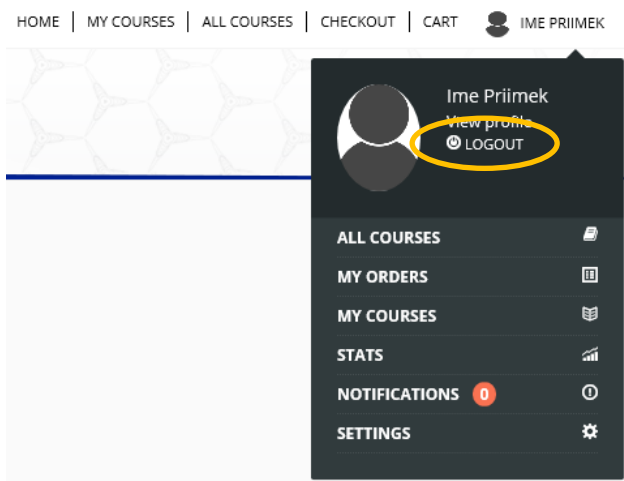 HOME MY COURSES ALL COURSES CHECKOUT CART IME PRIIMEK
Ime Priimek
View profile
LOGOUT
ALL COURSES
MY ORDERS
MY COURSES
STATS
NOTIFICATIONS 0
SETTINGS